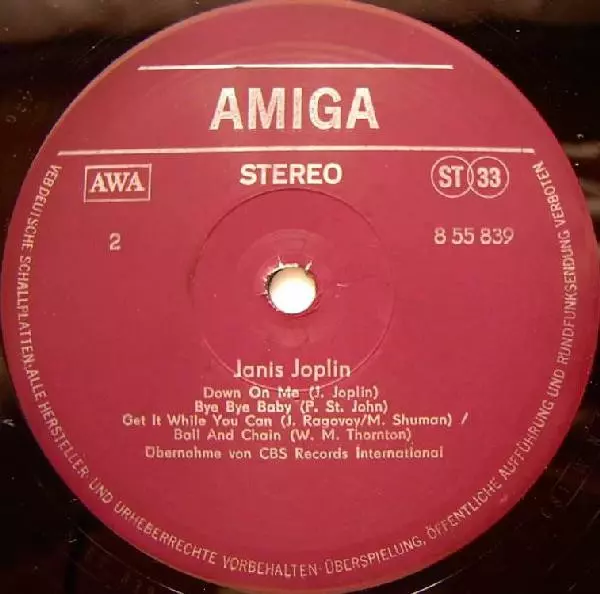 AMIGA
AWA
STEREO
ST 33
2
8 55 839
Janis Joplin
Down On Me (J. Joplin)
Bye Bye Baby (P. St. John)
Get It While You Can (J. Ragovoy/M. Shuman) /
Ball And Chain (W. M. Thornton)
Übernahme von CBS Records International
VEB DEUTSCHE SCHALLPLATTEN·ALLE HERSTELLER- UND URHEBERRECHTE VORBEHALTEN·ÜBERSPIELUNG, ÖFFENTLICHE AUFFÜHRUNG UND RUNDFUNKSENDUNG VERBOTEN